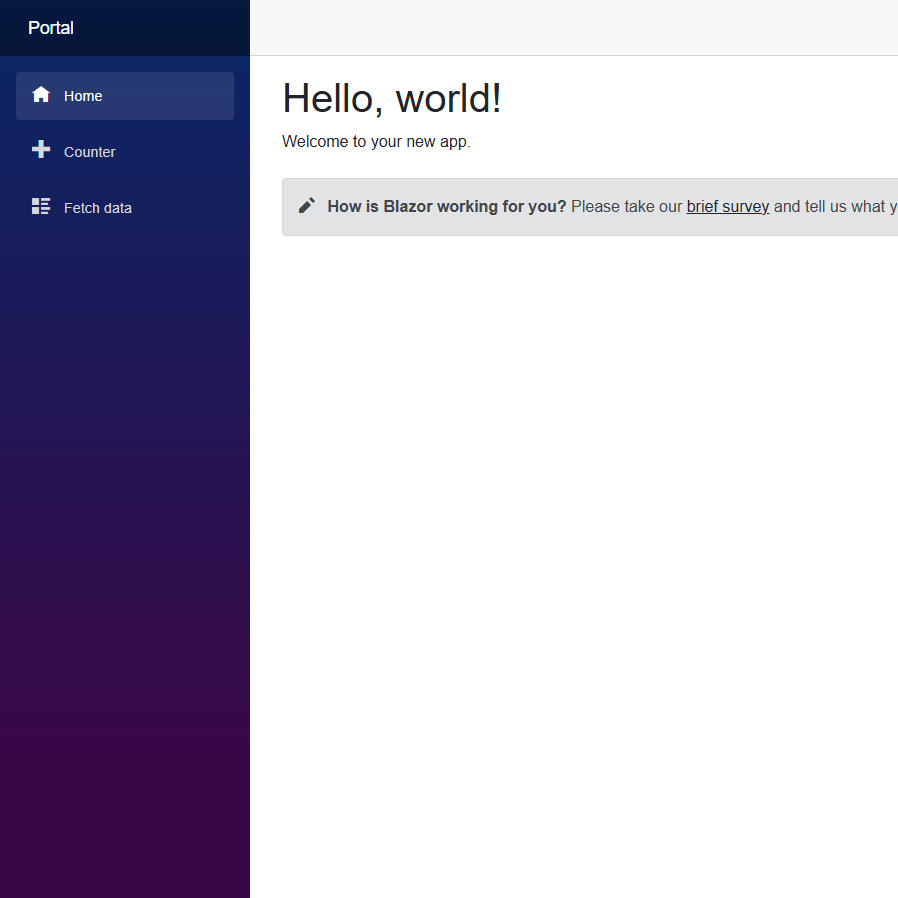 Portal
Home
Counter
Fetch data
Hello, world!
Welcome to your new app.
How is Blazor working for you? Please take our brief survey and tell us what